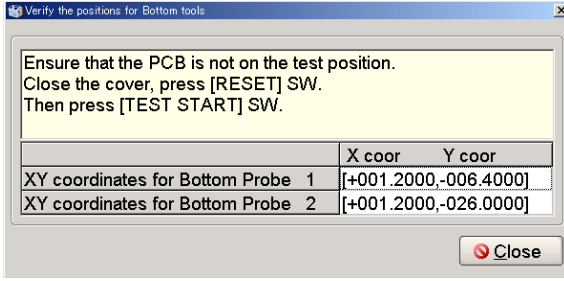 Verify the positions for Bottom tools
Ensure that the PCB is not on the test position.
Close the cover, press [RESET] SW.
Then press [TEST START] SW.
X coor Y coor
XY coordinates for Bottom Probe 1 [+001.2000,-006.4000]
XY coordinates for Bottom Probe 2 [+001.2000,-026.0000]
Close